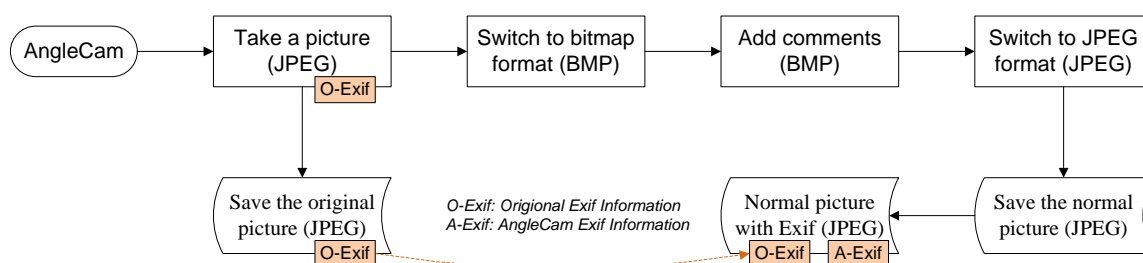 AngleCam
Take a picture
(JPEG)
O-Exif
Switch to bitmap
format (BMP)
Add comments
(BMP)
Switch to JPEG
format (JPEG)
Save the original
picture (JPEG)
O-Exif
O-Exif: Origional Exif Information
A-Exif: AngleCam Exif Information
Normal picture
with Exif (JPEG)
O-Exif
A-Exif
Save the normal
picture (JPEG)